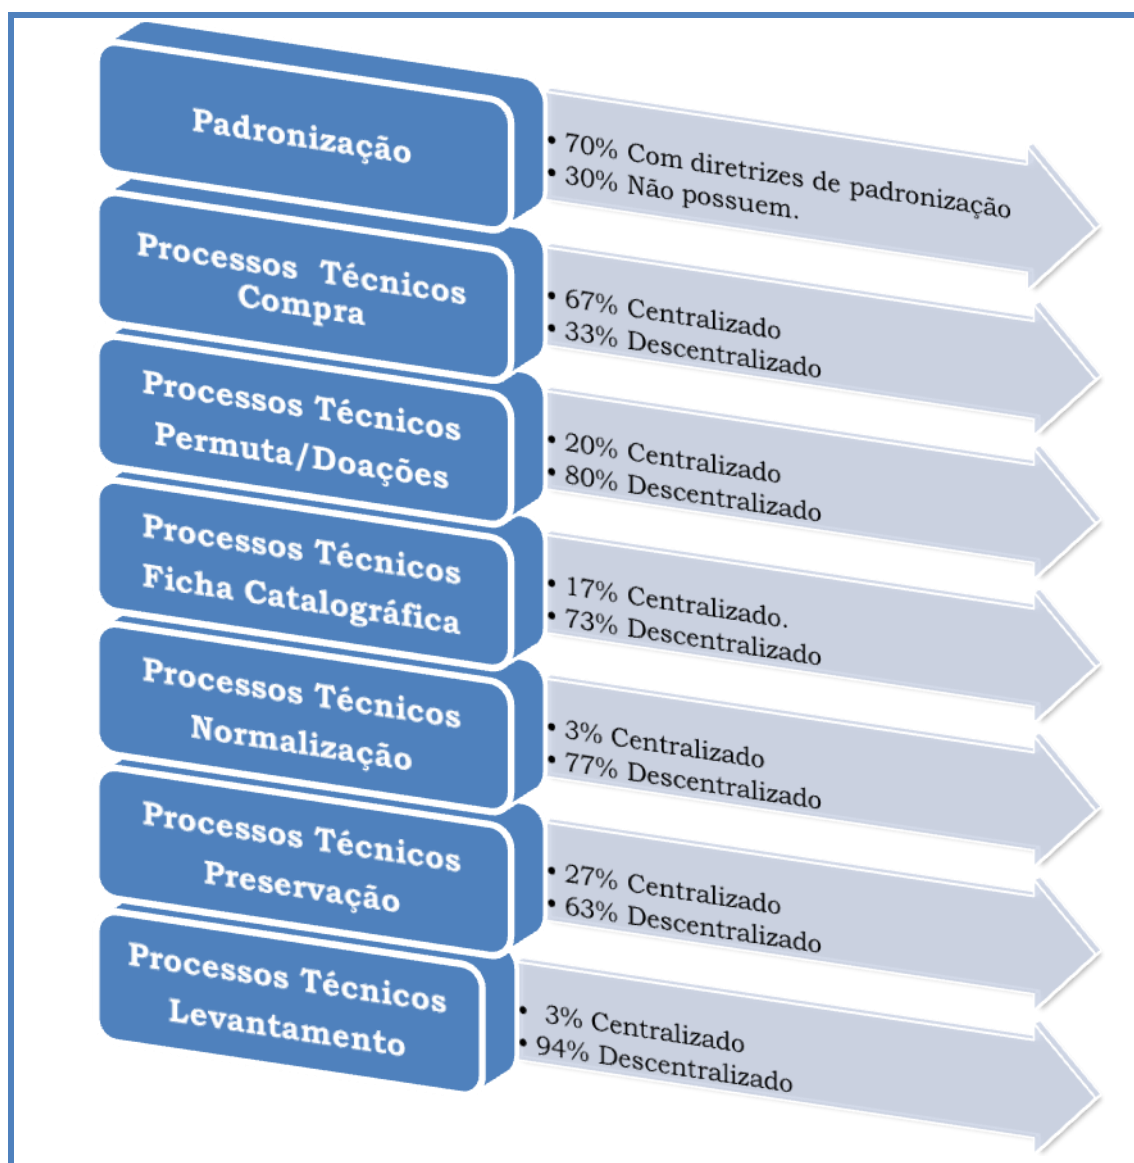 Padronização
• 70% Com diretrizes de padronização
• 30% Não possuem.
Processos Técnicos
Compra
• 67% Centralizado
• 33% Descentralizado
Processos Técnicos
Permuta/Doações
• 20% Centralizado
• 80% Descentralizado
Processos Técnicos
Ficha Catalográfica
• 17% Centralizado.
• 73% Descentralizado
Processos Técnicos
Normalização
• 3% Centralizado
• 77% Descentralizado
Processos Técnicos
Preservação
• 27% Centralizado
• 63% Descentralizado
Processos Técnicos
Levantamento
• 3% Centralizado
• 94% Descentralizado